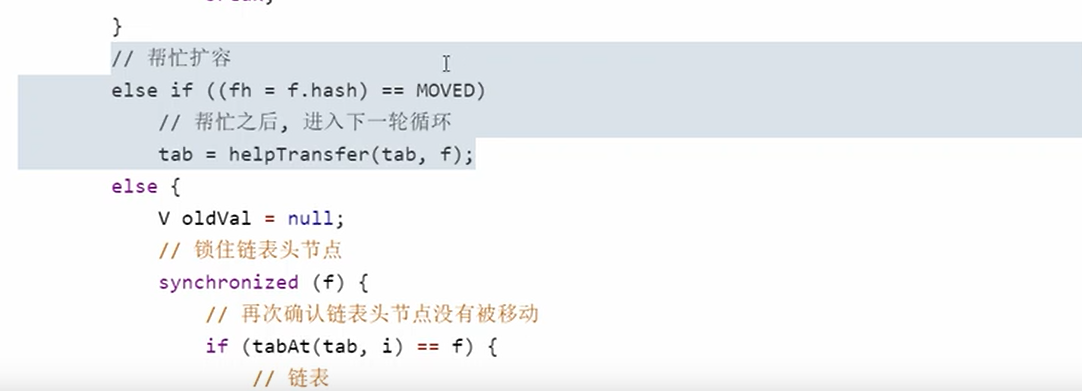 }
// 帮忙扩容
else if ((fh = f.hash) == MOVED)
// 帮忙之后, 进入下一轮循环
tab = helpTransfer(tab, f);
else {
V oldVal = null;
// 锁住链表头节点
synchronized (f) {
// 再次确认链表头节点没有被移动
if (tabAt(tab, i) == f) {
// 链表